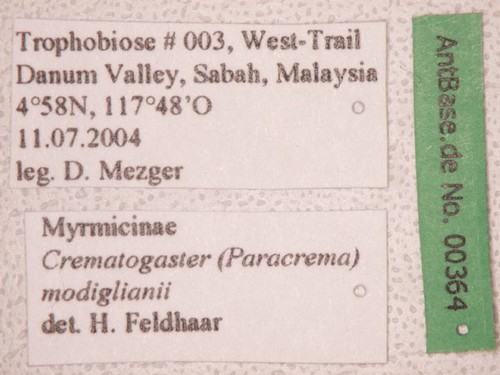 Trophobiose # 003, West-Trail
Danum Valley, Sabah, Malaysia
4°58N, 117°48'O
11.07.2004
leg. D. Mezger
Myrmicinae
Crematogaster (Paracrema)
modiglianii
det. H. Feldhaar
AntBase.de No. 00364